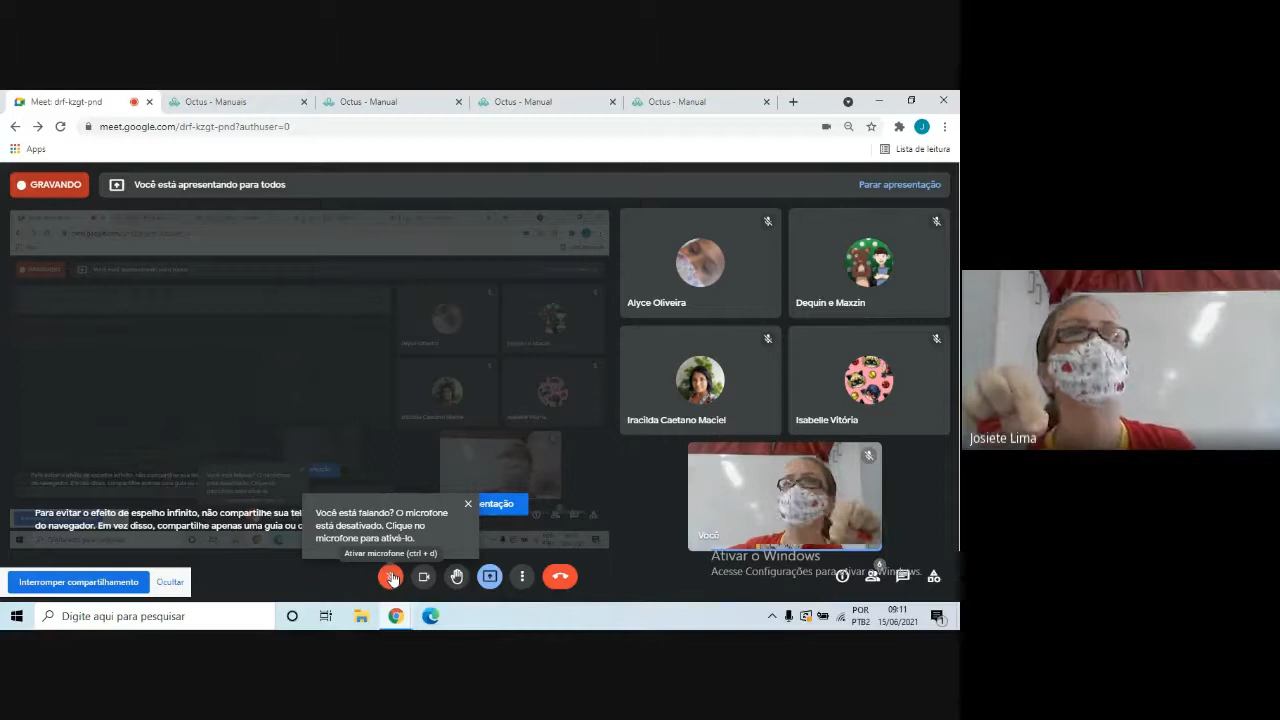 Meet: drf-kzgt-pnd
Octus - Manuais
Octus - Manual
Octus - Manual
Octus - Manual
meet.google.com/drf-kzgt-pnd?authuser=0
Apps
Lista de leitura
GRAVANDO
Você está apresentando para todos
Parar apresentação
Alyce Oliveira
Dequin e Maxzin
Iracilda Caetano Maciel
Isabelle Vitória
Josiete Lima
Você
entação
Para evitar o efeito de espelho infinito, não compartilhe sua tel
do navegador. Em vez disso, compartilhe apenas uma guia ou
Você está falando? O microfone
está desativado. Clique no
microfone para ativá-lo.
Ativar microfone (ctrl + d)
Ativar o Windows
Acesse Configurações para ativar o Windows.
6
Interromper compartilhamento
Ocultar
Digite aqui para pesquisar
POR
PTB2
09:11
15/06/2021
1